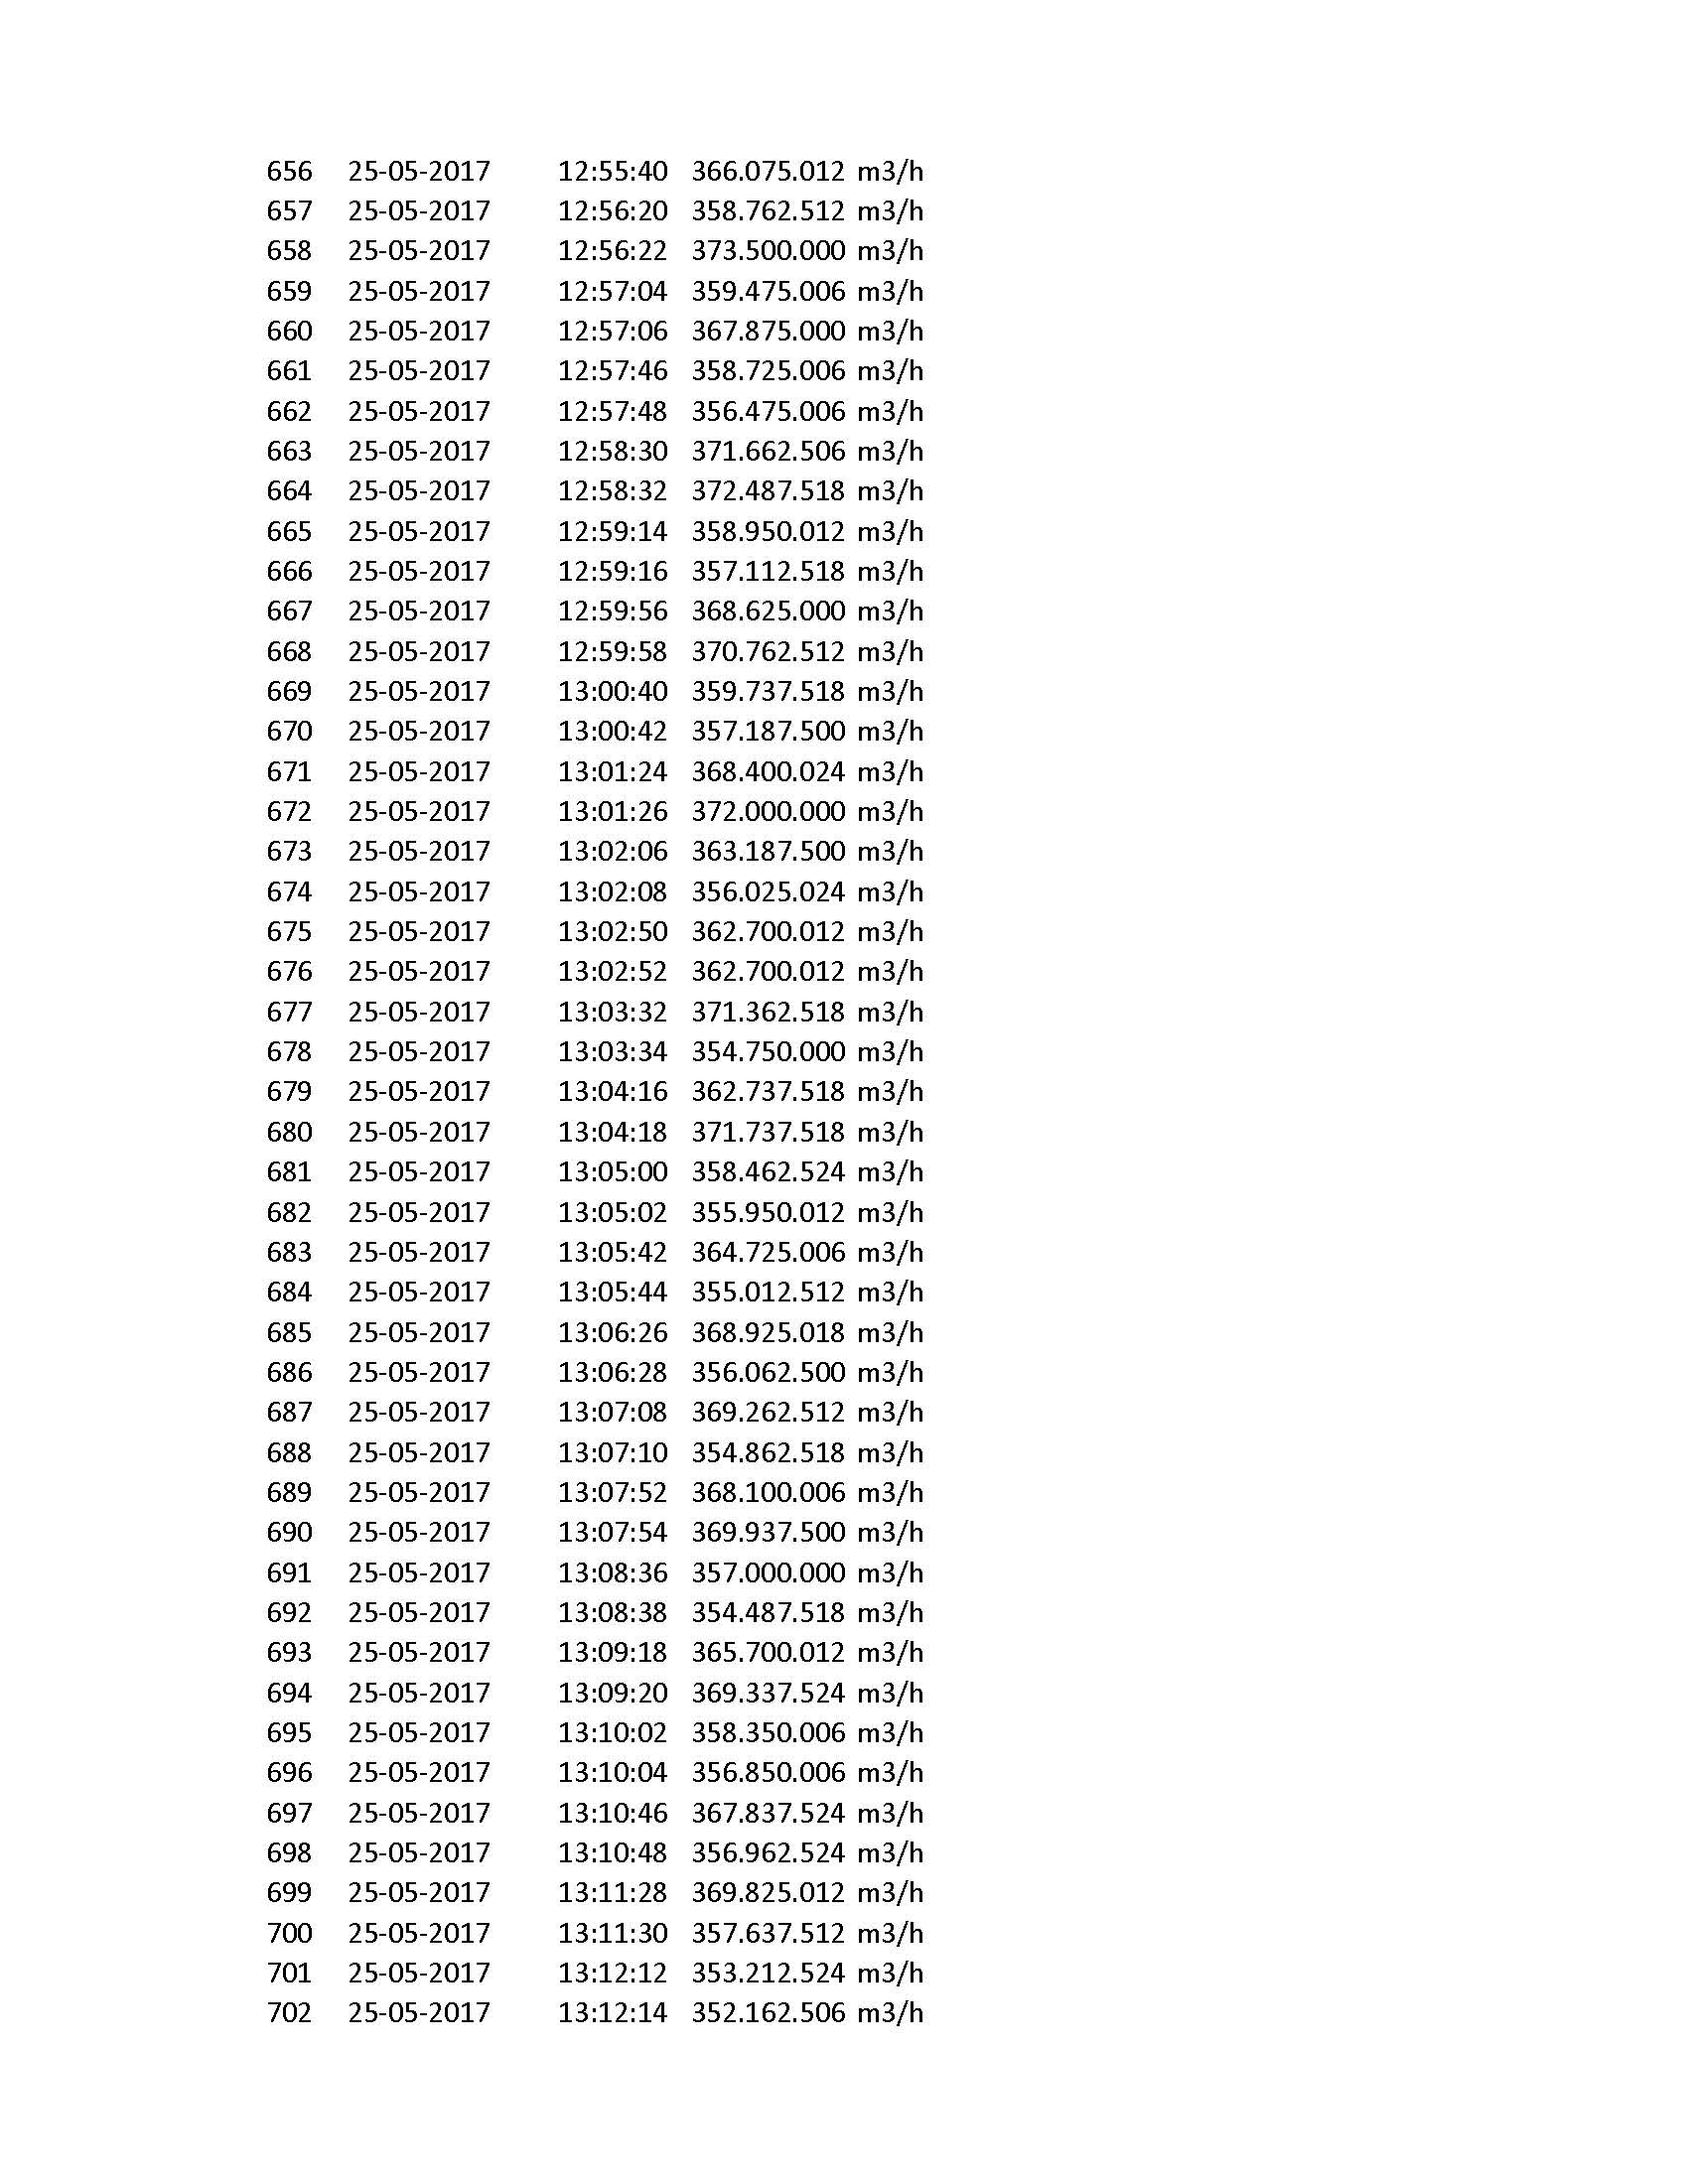 656 25-05-2017 12:55:40 366.075.012 m3/h
657 25-05-2017 12:56:20 358.762.512 m3/h
658 25-05-2017 12:56:22 373.500.000 m3/h
659 25-05-2017 12:57:04 359.475.006 m3/h
660 25-05-2017 12:57:06 367.875.000 m3/h
661 25-05-2017 12:57:46 358.725.006 m3/h
662 25-05-2017 12:57:48 356.475.006 m3/h
663 25-05-2017 12:58:30 371.662.506 m3/h
664 25-05-2017 12:58:32 372.487.518 m3/h
665 25-05-2017 12:59:14 358.950.012 m3/h
666 25-05-2017 12:59:16 357.112.518 m3/h
667 25-05-2017 12:59:56 368.625.000 m3/h
668 25-05-2017 12:59:58 370.762.512 m3/h
669 25-05-2017 13:00:40 359.737.518 m3/h
670 25-05-2017 13:00:42 357.187.500 m3/h
671 25-05-2017 13:01:24 368.400.024 m3/h
672 25-05-2017 13:01:26 372.000.000 m3/h
673 25-05-2017 13:02:06 363.187.500 m3/h
674 25-05-2017 13:02:08 356.025.024 m3/h
675 25-05-2017 13:02:50 362.700.012 m3/h
676 25-05-2017 13:02:52 362.700.012 m3/h
677 25-05-2017 13:03:32 371.362.518 m3/h
678 25-05-2017 13:03:34 354.750.000 m3/h
679 25-05-2017 13:04:16 362.737.518 m3/h
680 25-05-2017 13:04:18 371.737.518 m3/h
681 25-05-2017 13:05:00 358.462.524 m3/h
682 25-05-2017 13:05:02 355.950.012 m3/h
683 25-05-2017 13:05:42 364.725.006 m3/h
684 25-05-2017 13:05:44 355.012.512 m3/h
685 25-05-2017 13:06:26 368.925.018 m3/h
686 25-05-2017 13:06:28 356.062.500 m3/h
687 25-05-2017 13:07:08 369.262.512 m3/h
688 25-05-2017 13:07:10 354.862.518 m3/h
689 25-05-2017 13:07:52 368.100.006 m3/h
690 25-05-2017 13:07:54 369.937.500 m3/h
691 25-05-2017 13:08:36 357.000.000 m3/h
692 25-05-2017 13:08:38 354.487.518 m3/h
693 25-05-2017 13:09:18 365.700.012 m3/h
694 25-05-2017 13:09:20 369.337.524 m3/h
695 25-05-2017 13:10:02 358.350.006 m3/h
696 25-05-2017 13:10:04 356.850.006 m3/h
697 25-05-2017 13:10:46 367.837.524 m3/h
698 25-05-2017 13:10:48 356.962.524 m3/h
699 25-05-2017 13:11:28 369.825.012 m3/h
700 25-05-2017 13:11:30 357.637.512 m3/h
701 25-05-2017 13:12:12 353.212.524 m3/h
702 25-05-2017 13:12:14 352.162.506 m3/h